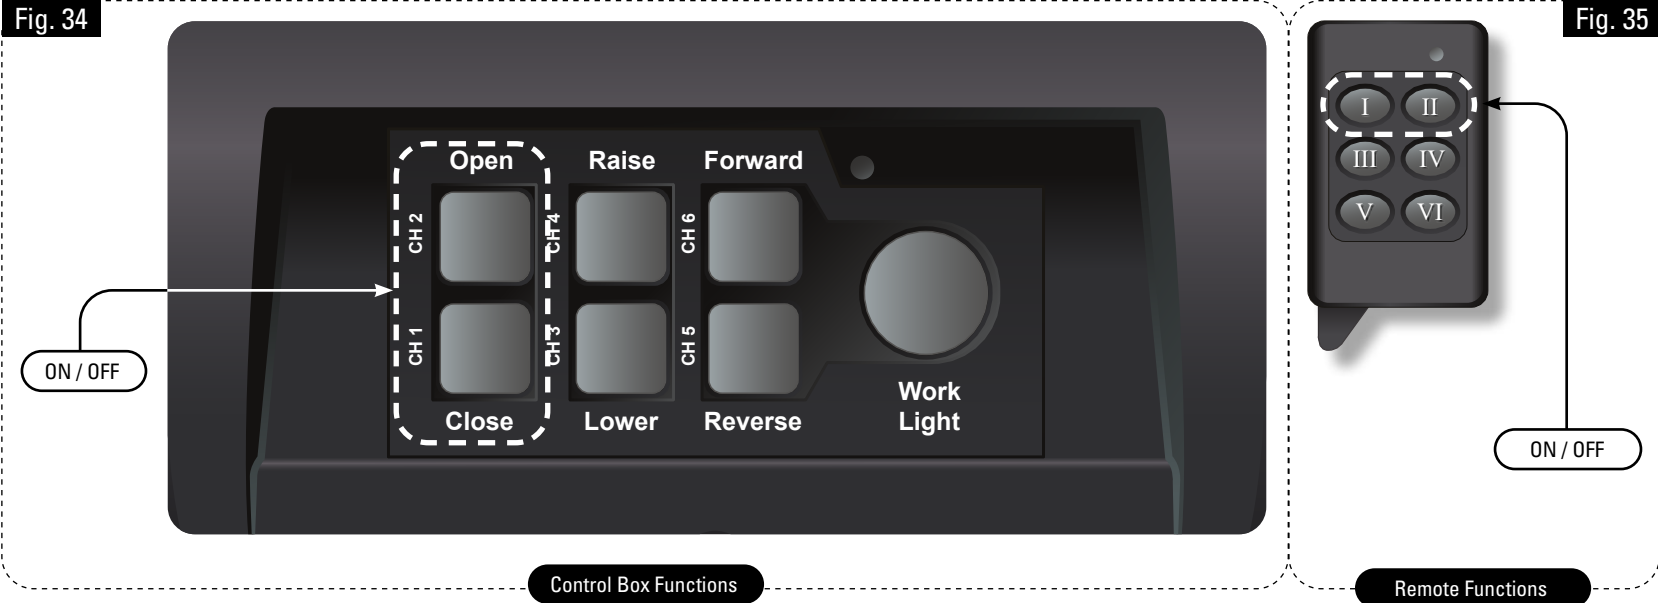 Fig. 34
Open Raise Forward
CH 2
CH 4
CH 6
CH 1
CH 3
CH 5
Close Lower Reverse
Work
Light
ON / OFF
Control Box Functions
Fig. 35
I II
III IV
V VI
ON / OFF
Remote Functions